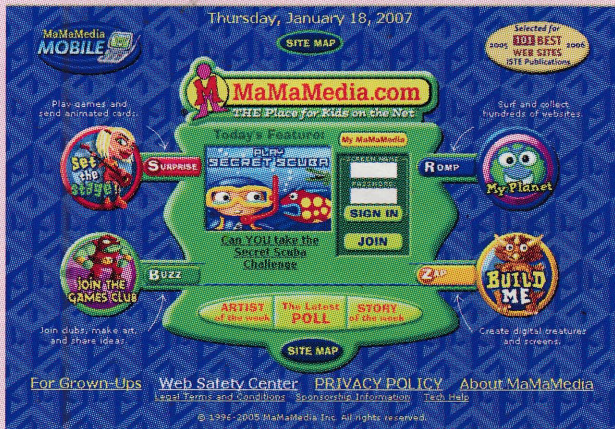 Thursday, January 18, 2007
MaMaMedia
MOBILE
SITE MAP
Selected for
2005 101 BEST 2006
WEB SITES
ISTE Publications
MaMaMedia.com
THE Place for Kids on the Net
Play games and
send animated cards.
Surf and collect
hundreds of websites.
Set
the
stage!
SURPRISE
Today's Feature!
PLAY
SECRET SCUBA
Can YOU take the
Secret Scuba
Challenge
My MaMaMedia
SCREEN NAME
PASSWORD
SIGN IN
JOIN
ROMP
My Planet
JOIN THE
GAMES CLUB
BUZZ
ZAP
BUILD
ME
Join clubs, make art,
and share ideas.
Create digital creatures
and screens.
ARTIST
of the week
The Latest
POLL
STORY
of the week
SITE MAP
For Grown-Ups Web Safety Center PRIVACY POLICY About MaMaMedia
Legal Terms and Conditions Sponsorship Information Tech Help
© 1996-2005 MaMaMedia Inc. All rights reserved.